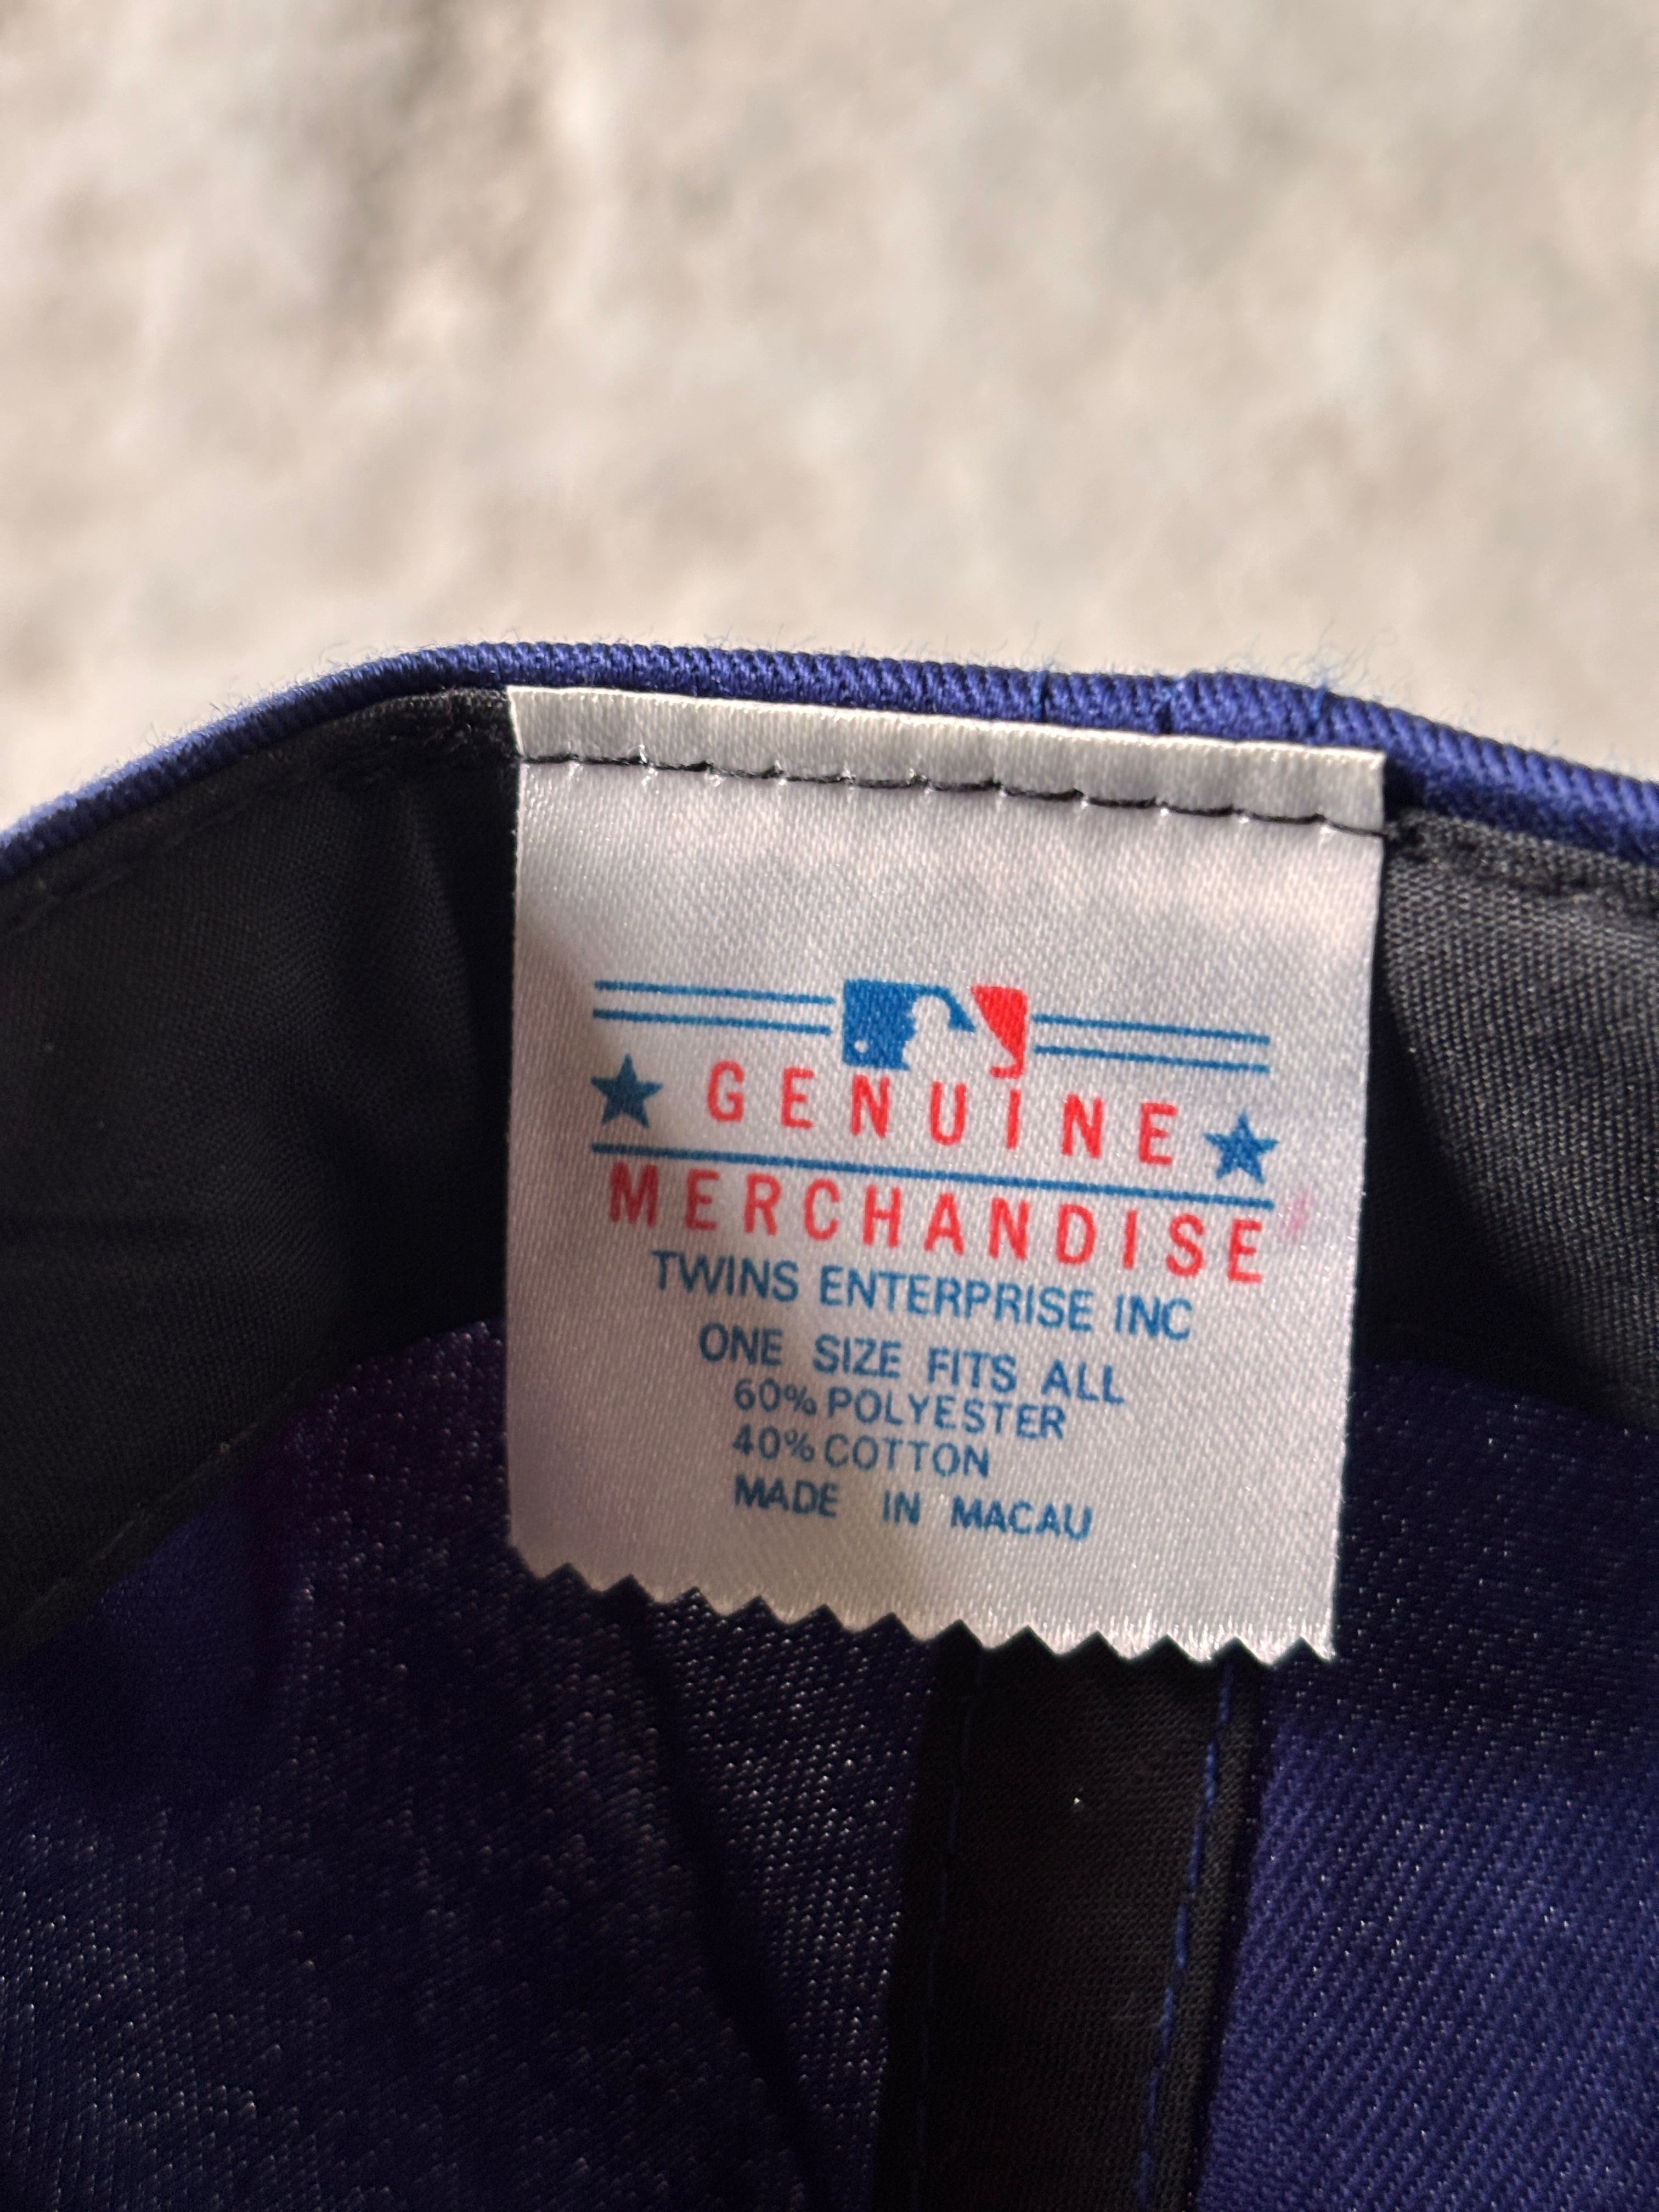 GENUINE
MERCHANDISE
TWINS ENTERPRISE INC
ONE SIZE FITS ALL
60% POLYESTER
40% COTTON
MADE IN MACAU